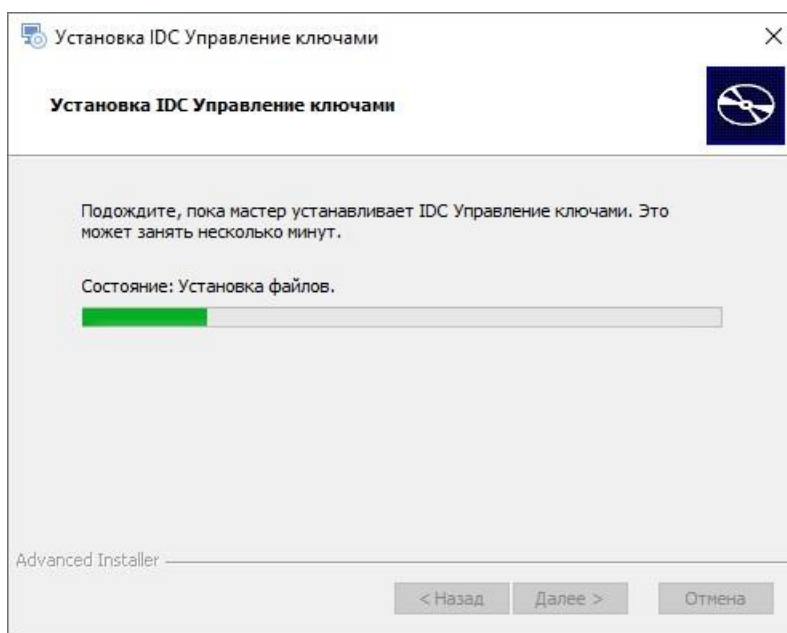 Установка IDC Управление ключами
Установка IDC Управление ключами
Подождите, пока мастер устанавливает IDC Управление ключами. Это
может занять несколько минут.
Состояние: Установка файлов.
Advanced Installer
< Назад
Далее >
Отмена